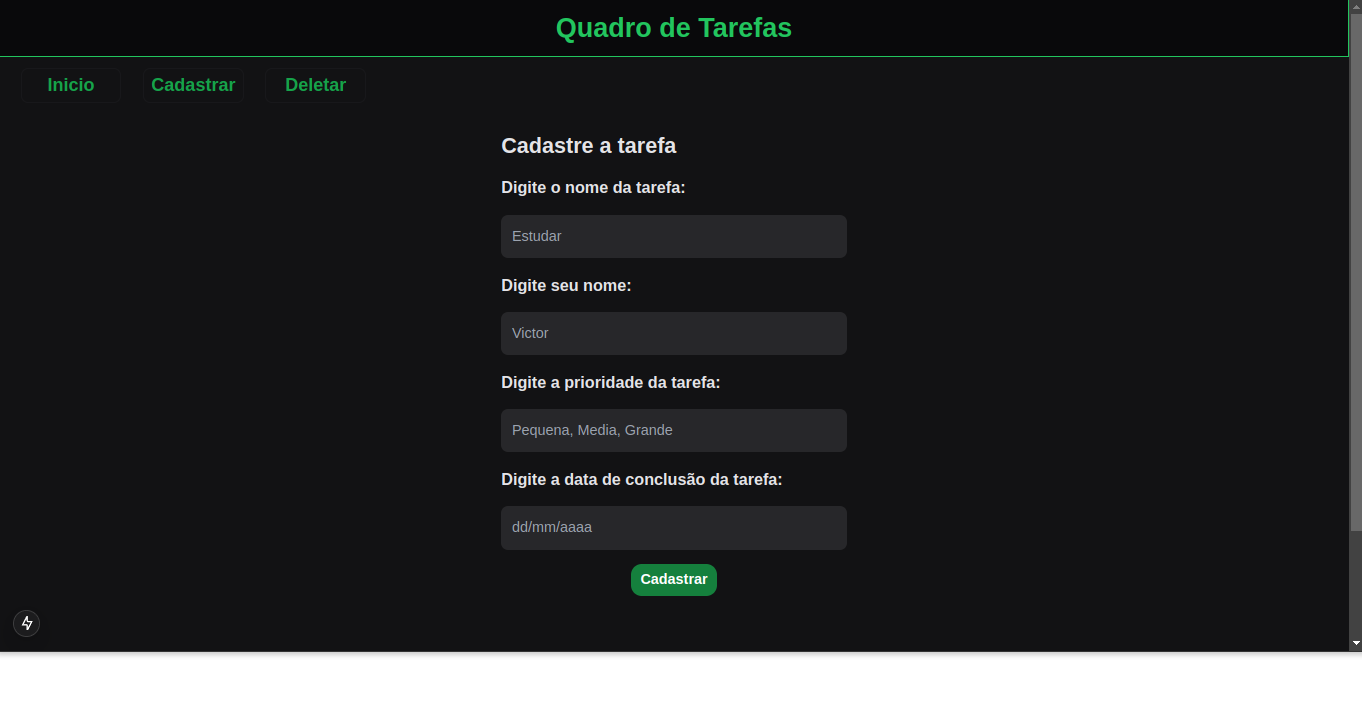 Quadro de Tarefas
Inicio Cadastrar Deletar
Cadastre a tarefa
Digite o nome da tarefa:
Estudar
Digite seu nome:
Victor
Digite a prioridade da tarefa:
Pequena, Media, Grande
Digite a data de conclusão da tarefa:
dd/mm/aaaa
Cadastrar